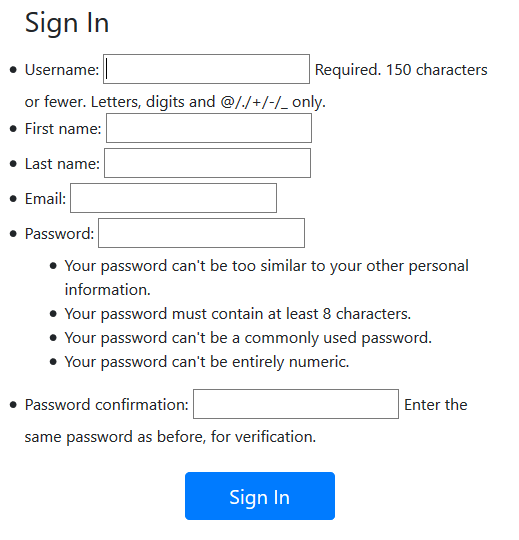 Sign In
• Username: Required. 150 characters
or fewer. Letters, digits and @/./+/-/_ only.
• First name:
• Last name:
• Email:
• Password:
• Your password can't be too similar to your other personal
information.
• Your password must contain at least 8 characters.
• Your password can't be a commonly used password.
• Your password can't be entirely numeric.
• Password confirmation: Enter the
same password as before, for verification.
Sign In